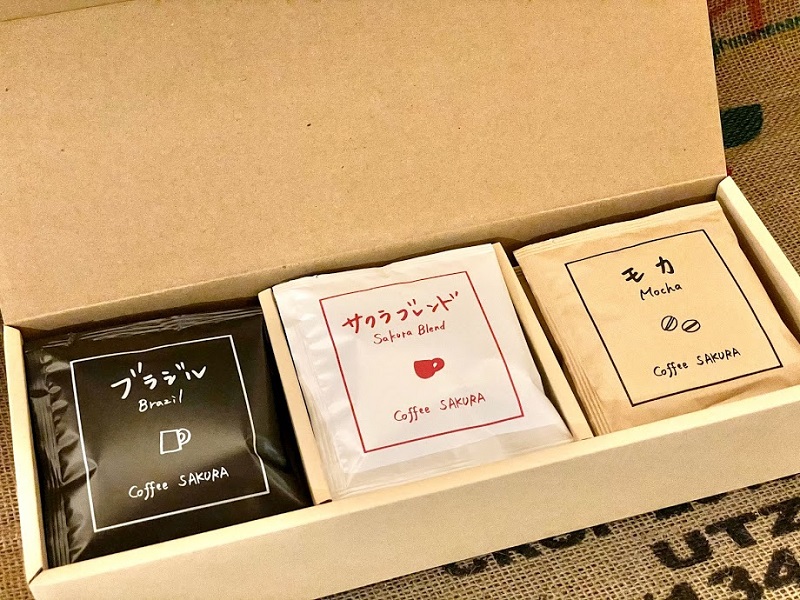 ブラジル
Brazil
Coffee SAKURA
サクラブレンド
Sakura Blend
Coffee SAKURA
モカ
Mocha
Coffee SAKURA
UTZ